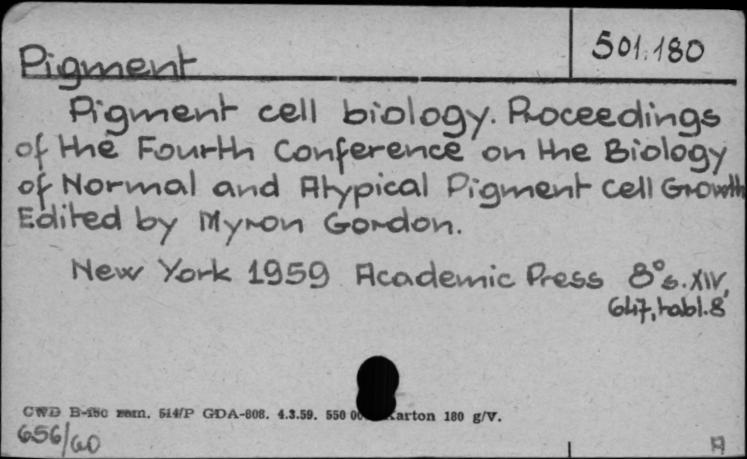 Pigment
501.180
Pigment cell biology. Proceedings
of the Fourth Conference on the Biology
of Normal and Atypical Pigment Cell Growth
Edited by Myron Gordon.
New York 1959 Academic Press 8° s. XIV,
647, tabl. 8
CWD zam. 514/P GDA-808. 4.3.59. 550 Karton 180 g/V.
656/60
A